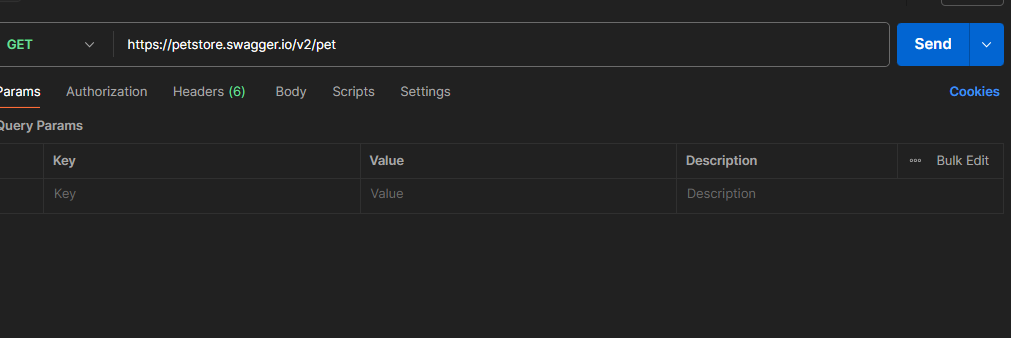 GET https://petstore.swagger.io/v2/pet Send
Params Authorization Headers (6) Body Scripts Settings Cookies
Query Params
Key Value Description Bulk Edit
Key Value Description